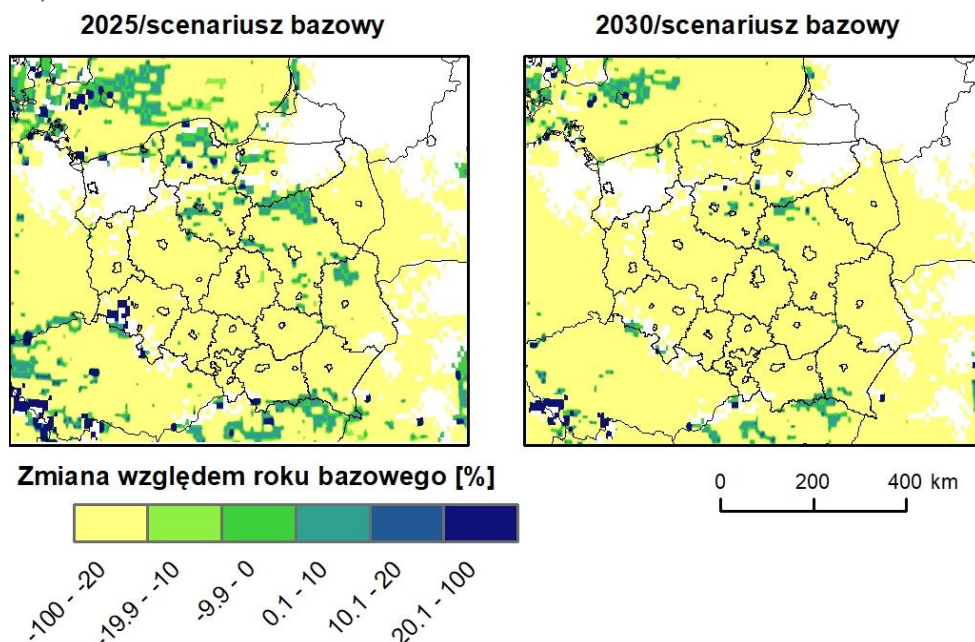 2025/scenariusz bazowy
2030/scenariusz bazowy
Zmiana względem roku bazowego [%]
0 200 400 km
-100 - -20
-19.9 - -10
-9.9 - 0
0.1 - 10
10.1 - 20
20.1 - 100